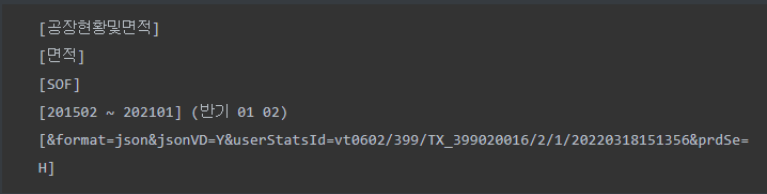 [공장현황및면적]
[면적]
[SOF]
[201502 ~ 202101] (반기 01 02)
[&format=json&jsonVD=Y&userStatsId=vt0602/399/TX_399020016/2/1/20220318151356&prdSe=
H]